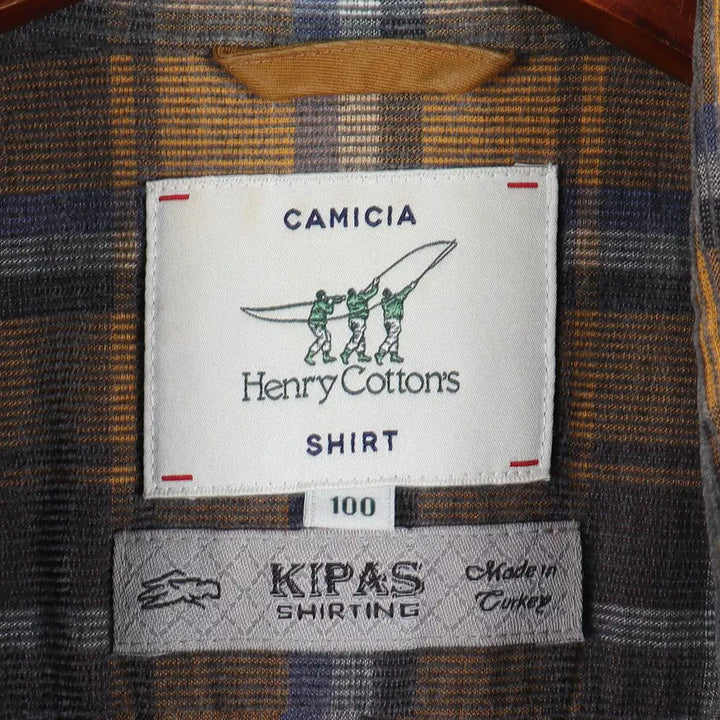 CAMICIA
Henry Cotton's
SHIRT
100
KIPAS
SHIRTING
Made in
Turkey